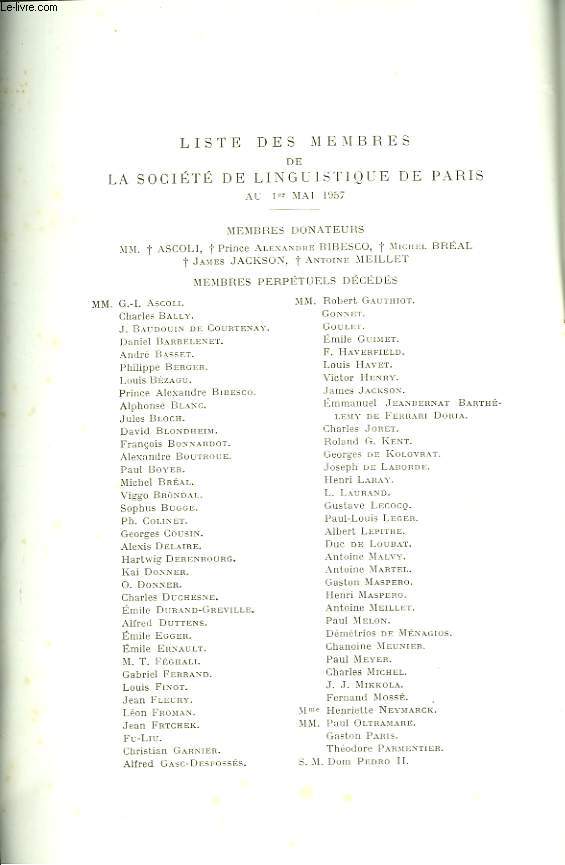 Le-livre.com
LISTE DES MEMBRES
DE
LA SOCIÉTÉ DE LINGUISTIQUE DE PARIS
AU 1er MAI 1957
MEMBRES DONATEURS
MM. † ASCOLI, † Prince ALEXANDRE BIBESCO, † MICHEL BRÉAL
† JAMES JACKSON, † ANTOINE MEILLET
MEMBRES PERPÉTUELS DÉCÉDÉS
MM. G.-I. ASCOLI.
Charles BALLY.
J. BAUDOUIN DE COURTENAY.
Daniel BARBELENET.
André BASSET.
Philippe BERGER.
Louis BÉZAGU.
Prince Alexandre BIBESCO.
Alphonse BLANC.
Jules BLOCH.
David BLONDHEIM.
François BONNARDOT.
Alexandre BOUTROUE.
Paul BOYER.
Michel BRÉAL.
Viggo BRÖNDAL.
Sophus BUGGE.
Ph. COLINET.
Georges COUSIN.
Alexis DELAIRE.
Hartwig DERENBOURG.
Kai DONNER.
O. DONNER.
Charles DUCHESNE.
Émile DURAND-GREVILLE.
Alfred DUTTENS.
Émile EGGER.
Émile ERNAULT.
M. T. FÉGHALI.
Gabriel FERRAND.
Louis FINOT.
Jean FLEURY.
Léon FROMAN.
Jean FRTCHEK.
FU-LIU.
Christian GARNIER.
Alfred GASC-DESFOSSÉS.
MM. Robert GAUTHIOT.
GONNET.
GOULET.
Émile GUIMET.
F. HAVERFIELD.
Louis HAVET.
Victor HENRY.
James JACKSON.
Emmanuel JEANBERNAT BARTHÉ-
LEMY DE FERRARI DORIA.
Charles JORET.
Roland G. KENT.
Georges DE KOLOVRAT.
Joseph DE LABORDE.
Henri LARAY.
L. LAURAND.
Gustave LECOCQ.
Paul-Louis LEGER.
Albert LEPITRE.
Duc DE LOUBAT.
Antoine MALVY.
Antoine MARTEL.
Gaston MASPERO.
Henri MASPERO.
Antoine MEILLET.
Paul MELON.
Démétrios DE MÉNAGIOS.
Chanoine MEUNIER.
Paul MEYER.
Charles MICHEL.
J. J. MIKKOLA.
Fernand MOSSÉ.
Mme Henriette NEYMARCK.
MM. Paul OLTRAMARE.
Gaston PARIS.
Théodore PARMENTIER.
S. M. Dom PEDRO II.